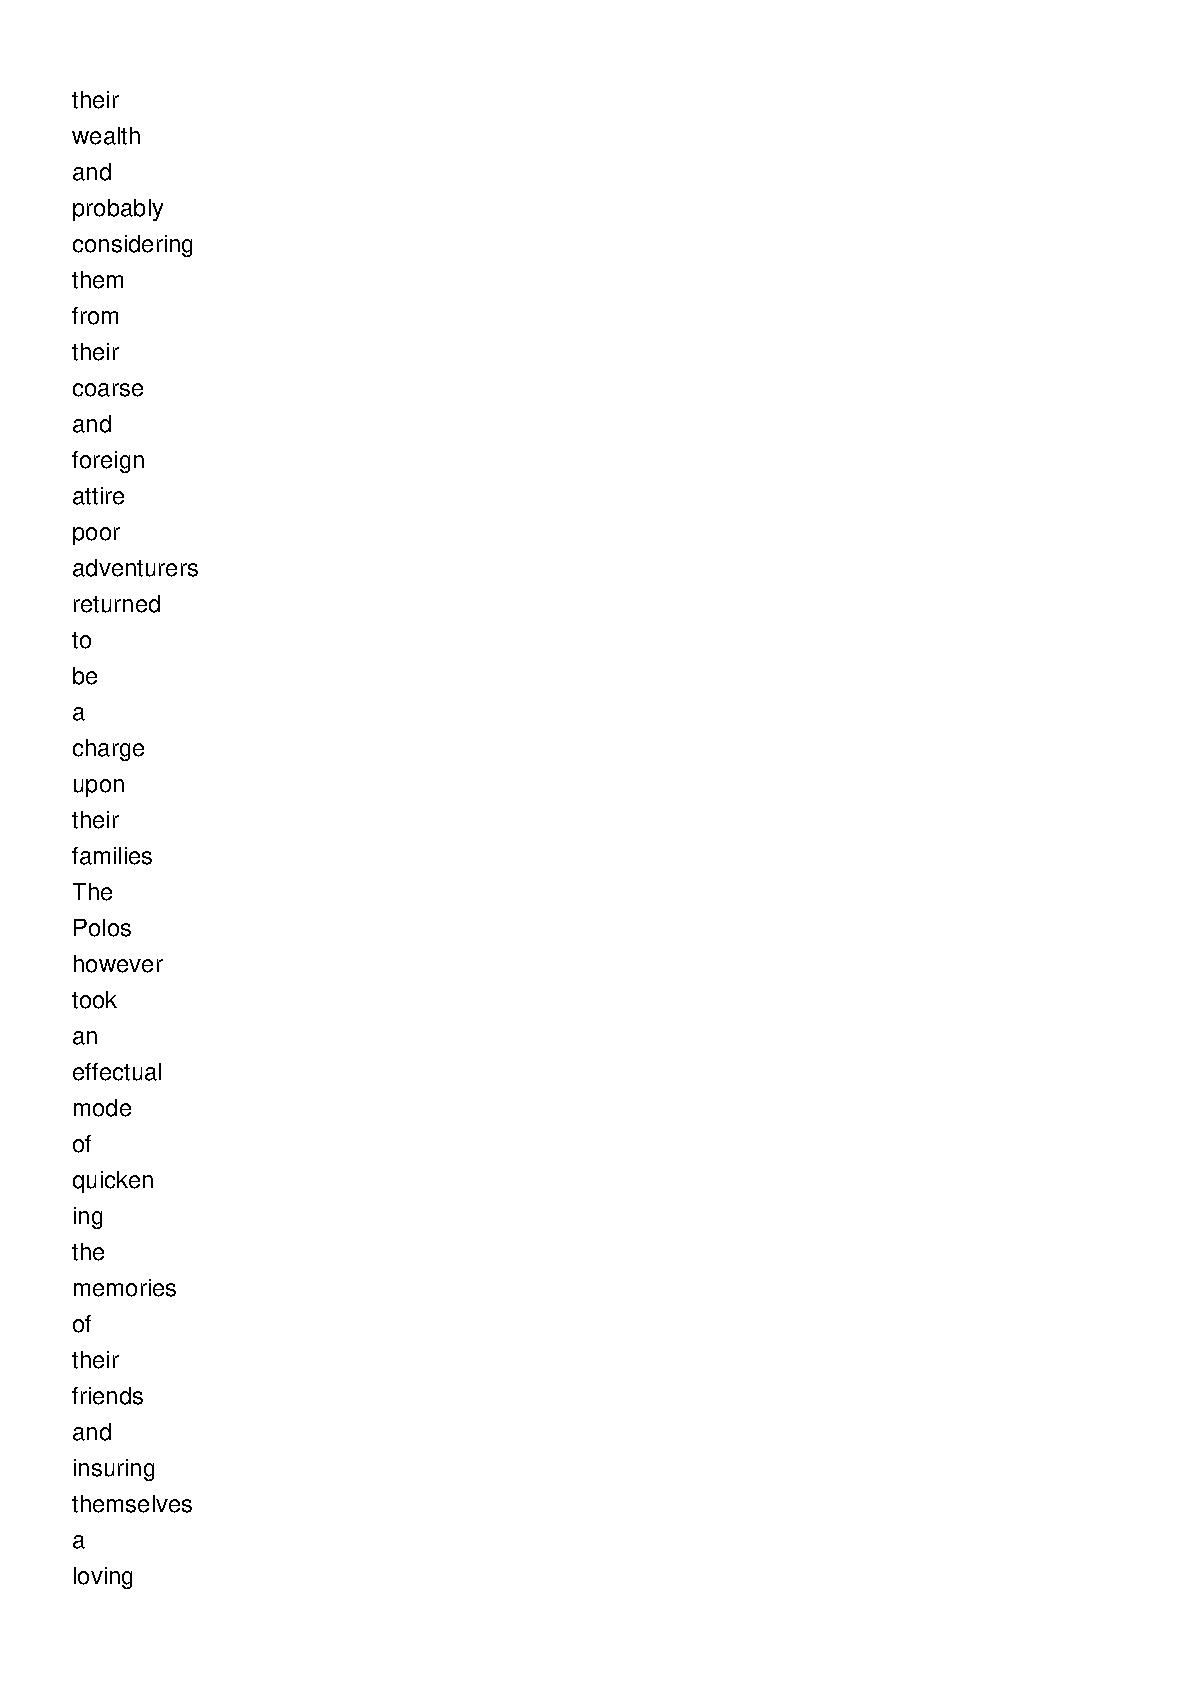 their
wealth
and
probably
considering
them
from
their
coarse
and
foreign
attire
poor
adventurers
returned
to
be
a
charge
upon
their
families
The
Polos
however
took
an
effectual
mode
of
quicken
ing
the
memories
of
their
friends
and
insuring
themselves
a
loving